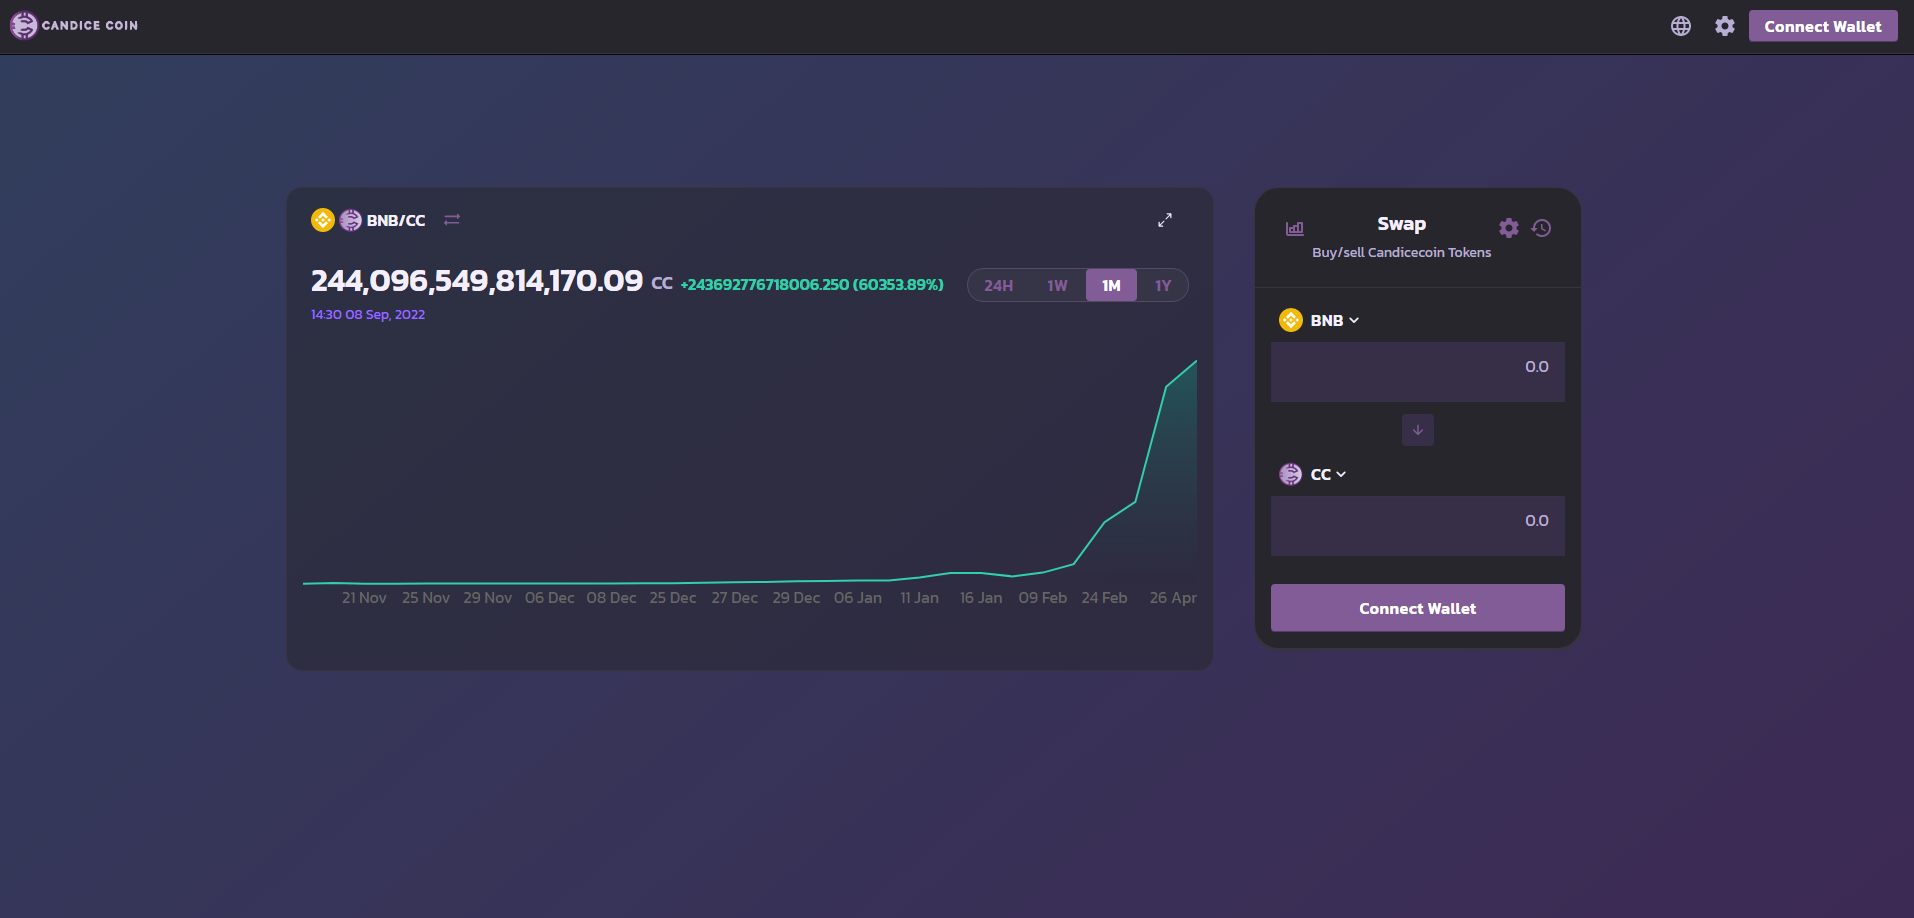 CANDICE COIN
Connect Wallet
BNB/CC
244,096,549,814,170.09 CC +243692776718006.250 (60353.89%)
24H 1W 1M 1Y
14:30 08 Sep, 2022
21 Nov 25 Nov 29 Nov 06 Dec 08 Dec 25 Dec 27 Dec 29 Dec 06 Jan 11 Jan 16 Jan 09 Feb 24 Feb 26 Apr
Swap
Buy/sell Candicecoin Tokens
BNB
0.0
CC
0.0
Connect Wallet